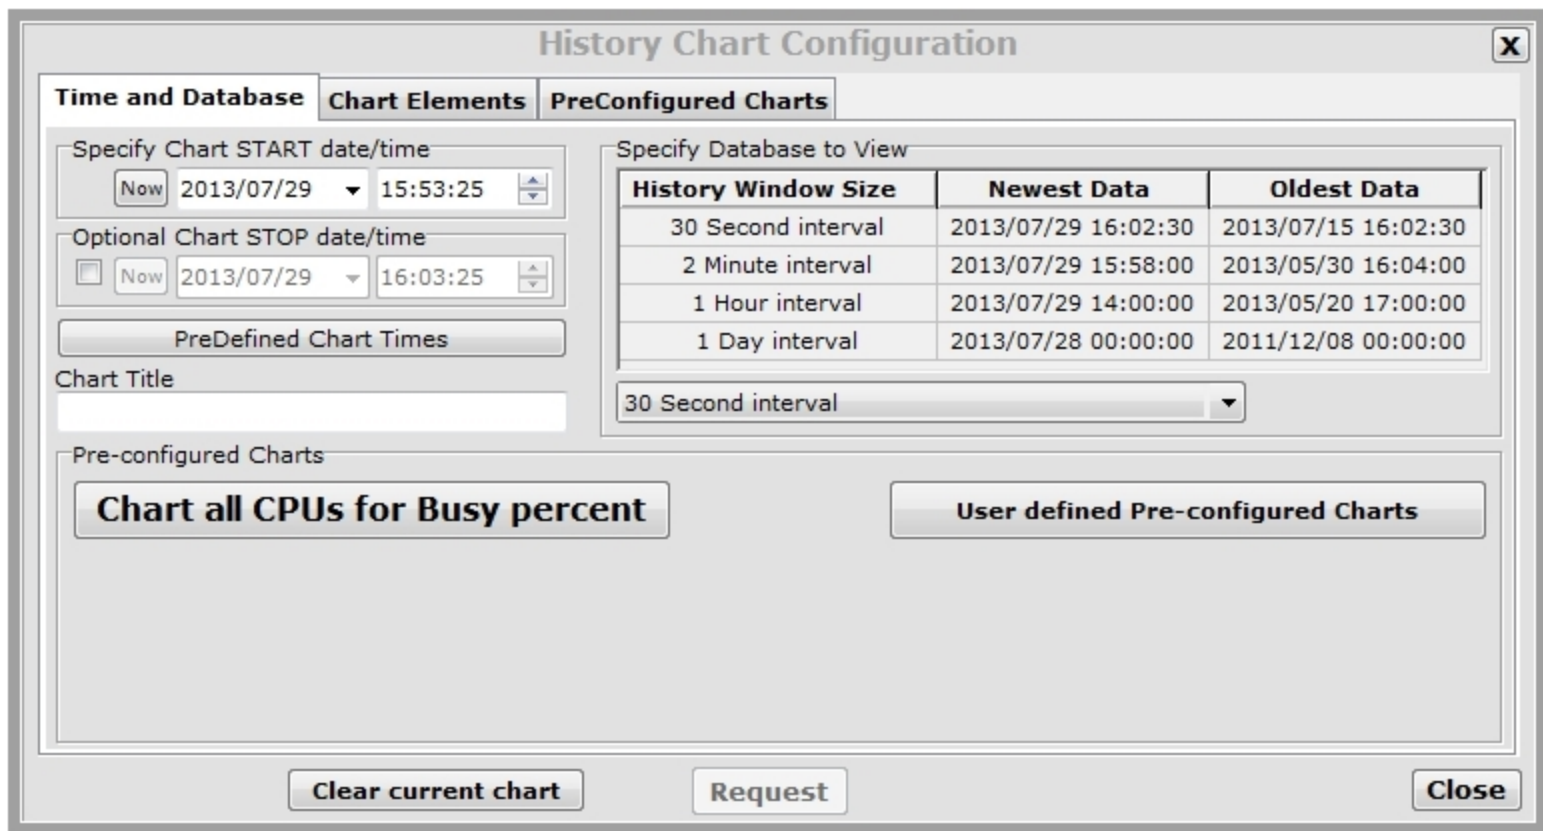 History Chart Configuration
X
Time and Database
Chart Elements
PreConfigured Charts
Specify Chart START date/time
Now 2013/07/29 15:53:25
Optional Chart STOP date/time
Now 2013/07/29 16:03:25
PreDefined Chart Times
Chart Title
Specify Database to View
History Window Size Newest Data Oldest Data
30 Second interval 2013/07/29 16:02:30 2013/07/15 16:02:30
2 Minute interval 2013/07/29 15:58:00 2013/05/30 16:04:00
1 Hour interval 2013/07/29 14:00:00 2013/05/20 17:00:00
1 Day interval 2013/07/28 00:00:00 2011/12/08 00:00:00
30 Second interval
Pre-configured Charts
Chart all CPUs for Busy percent
User defined Pre-configured Charts
Clear current chart
Request
Close